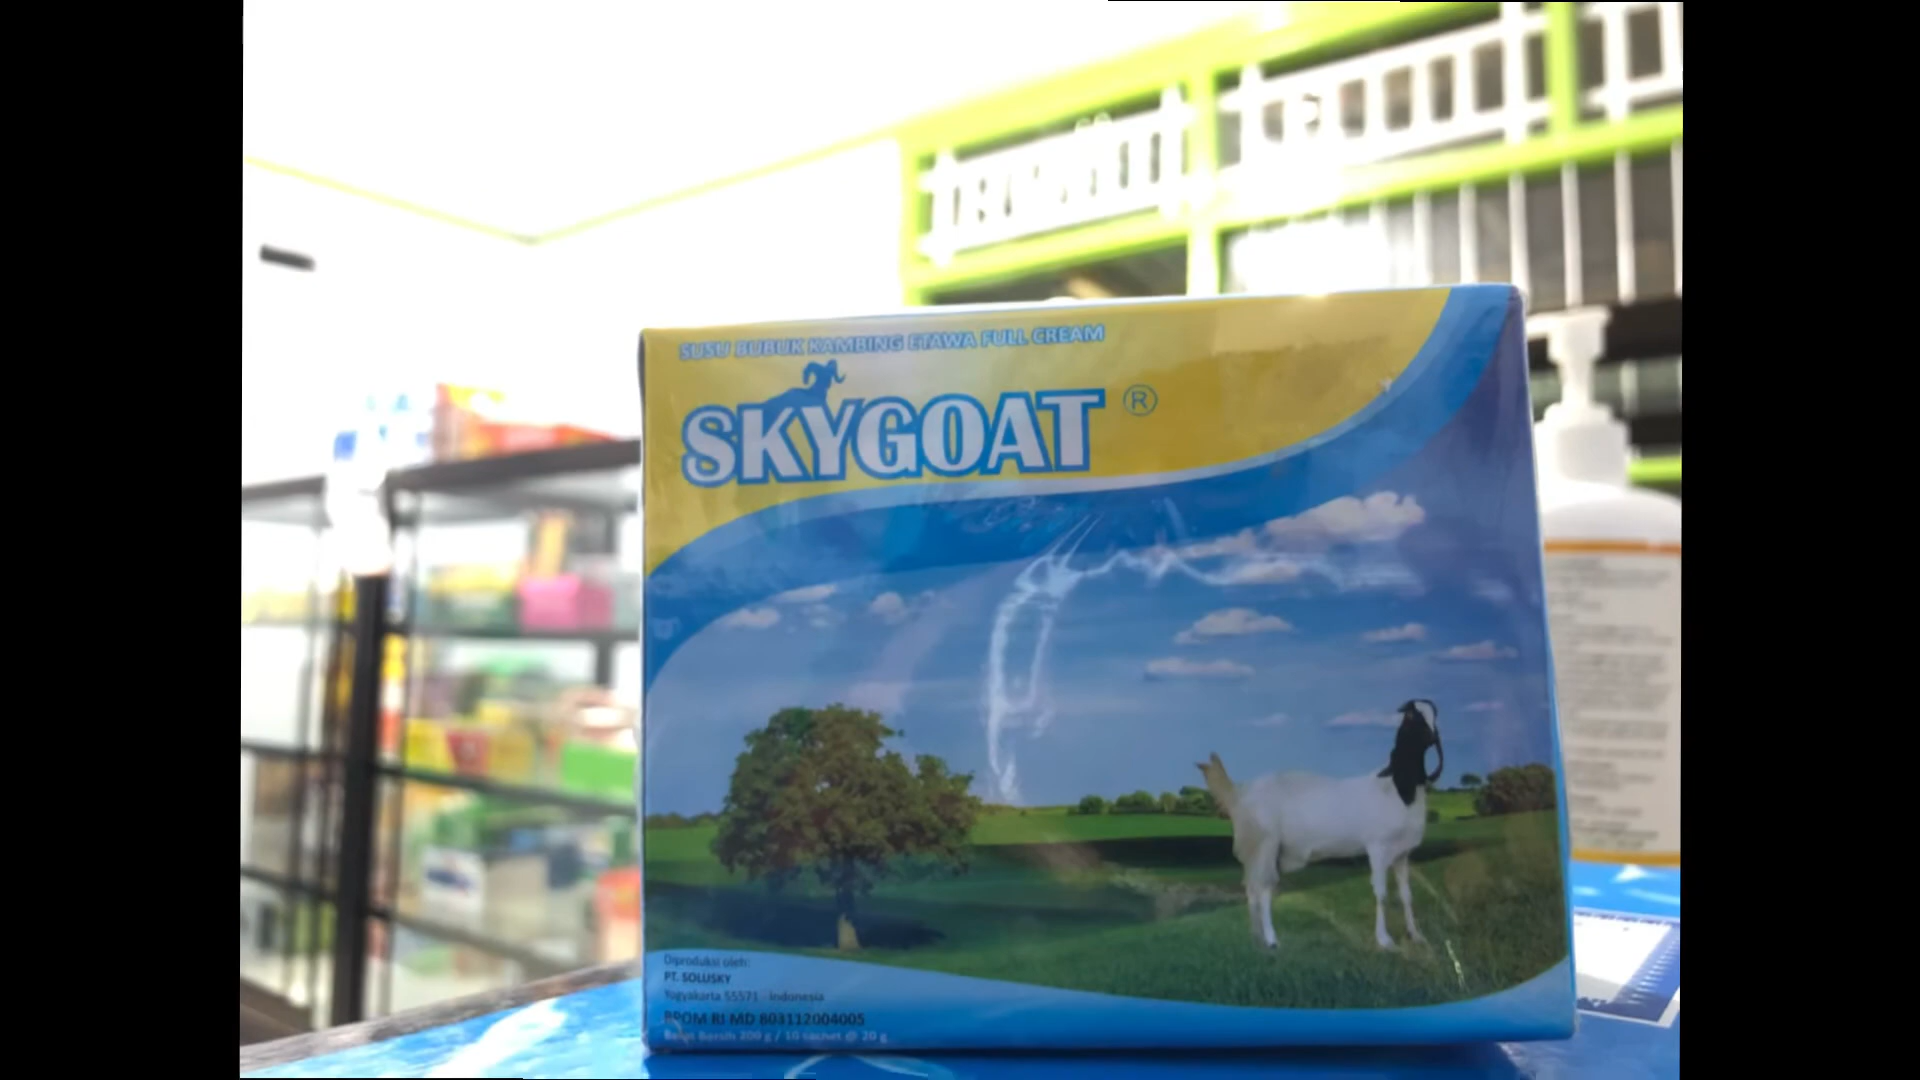 SUSU BUBUK KAMBING ETAWA FULL CREAM
SKYGOAT ®
Diproduksi oleh:
PT. SOLUSKY
Yogyakarta 55571 - Indonesia
BPOM RI MD 803112004005
Berat Bersih 200 g / 10 sachet @ 20 g